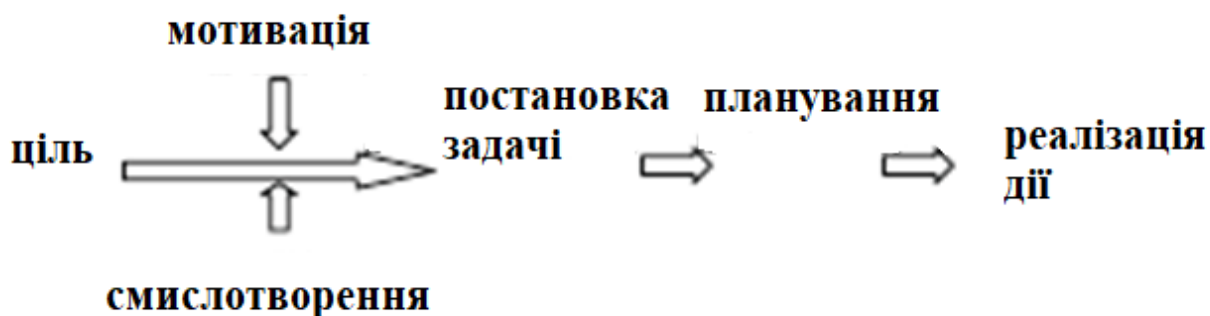 мотивація
ціль
постановка
задачі
планування
реалізація
дії
смислотворення